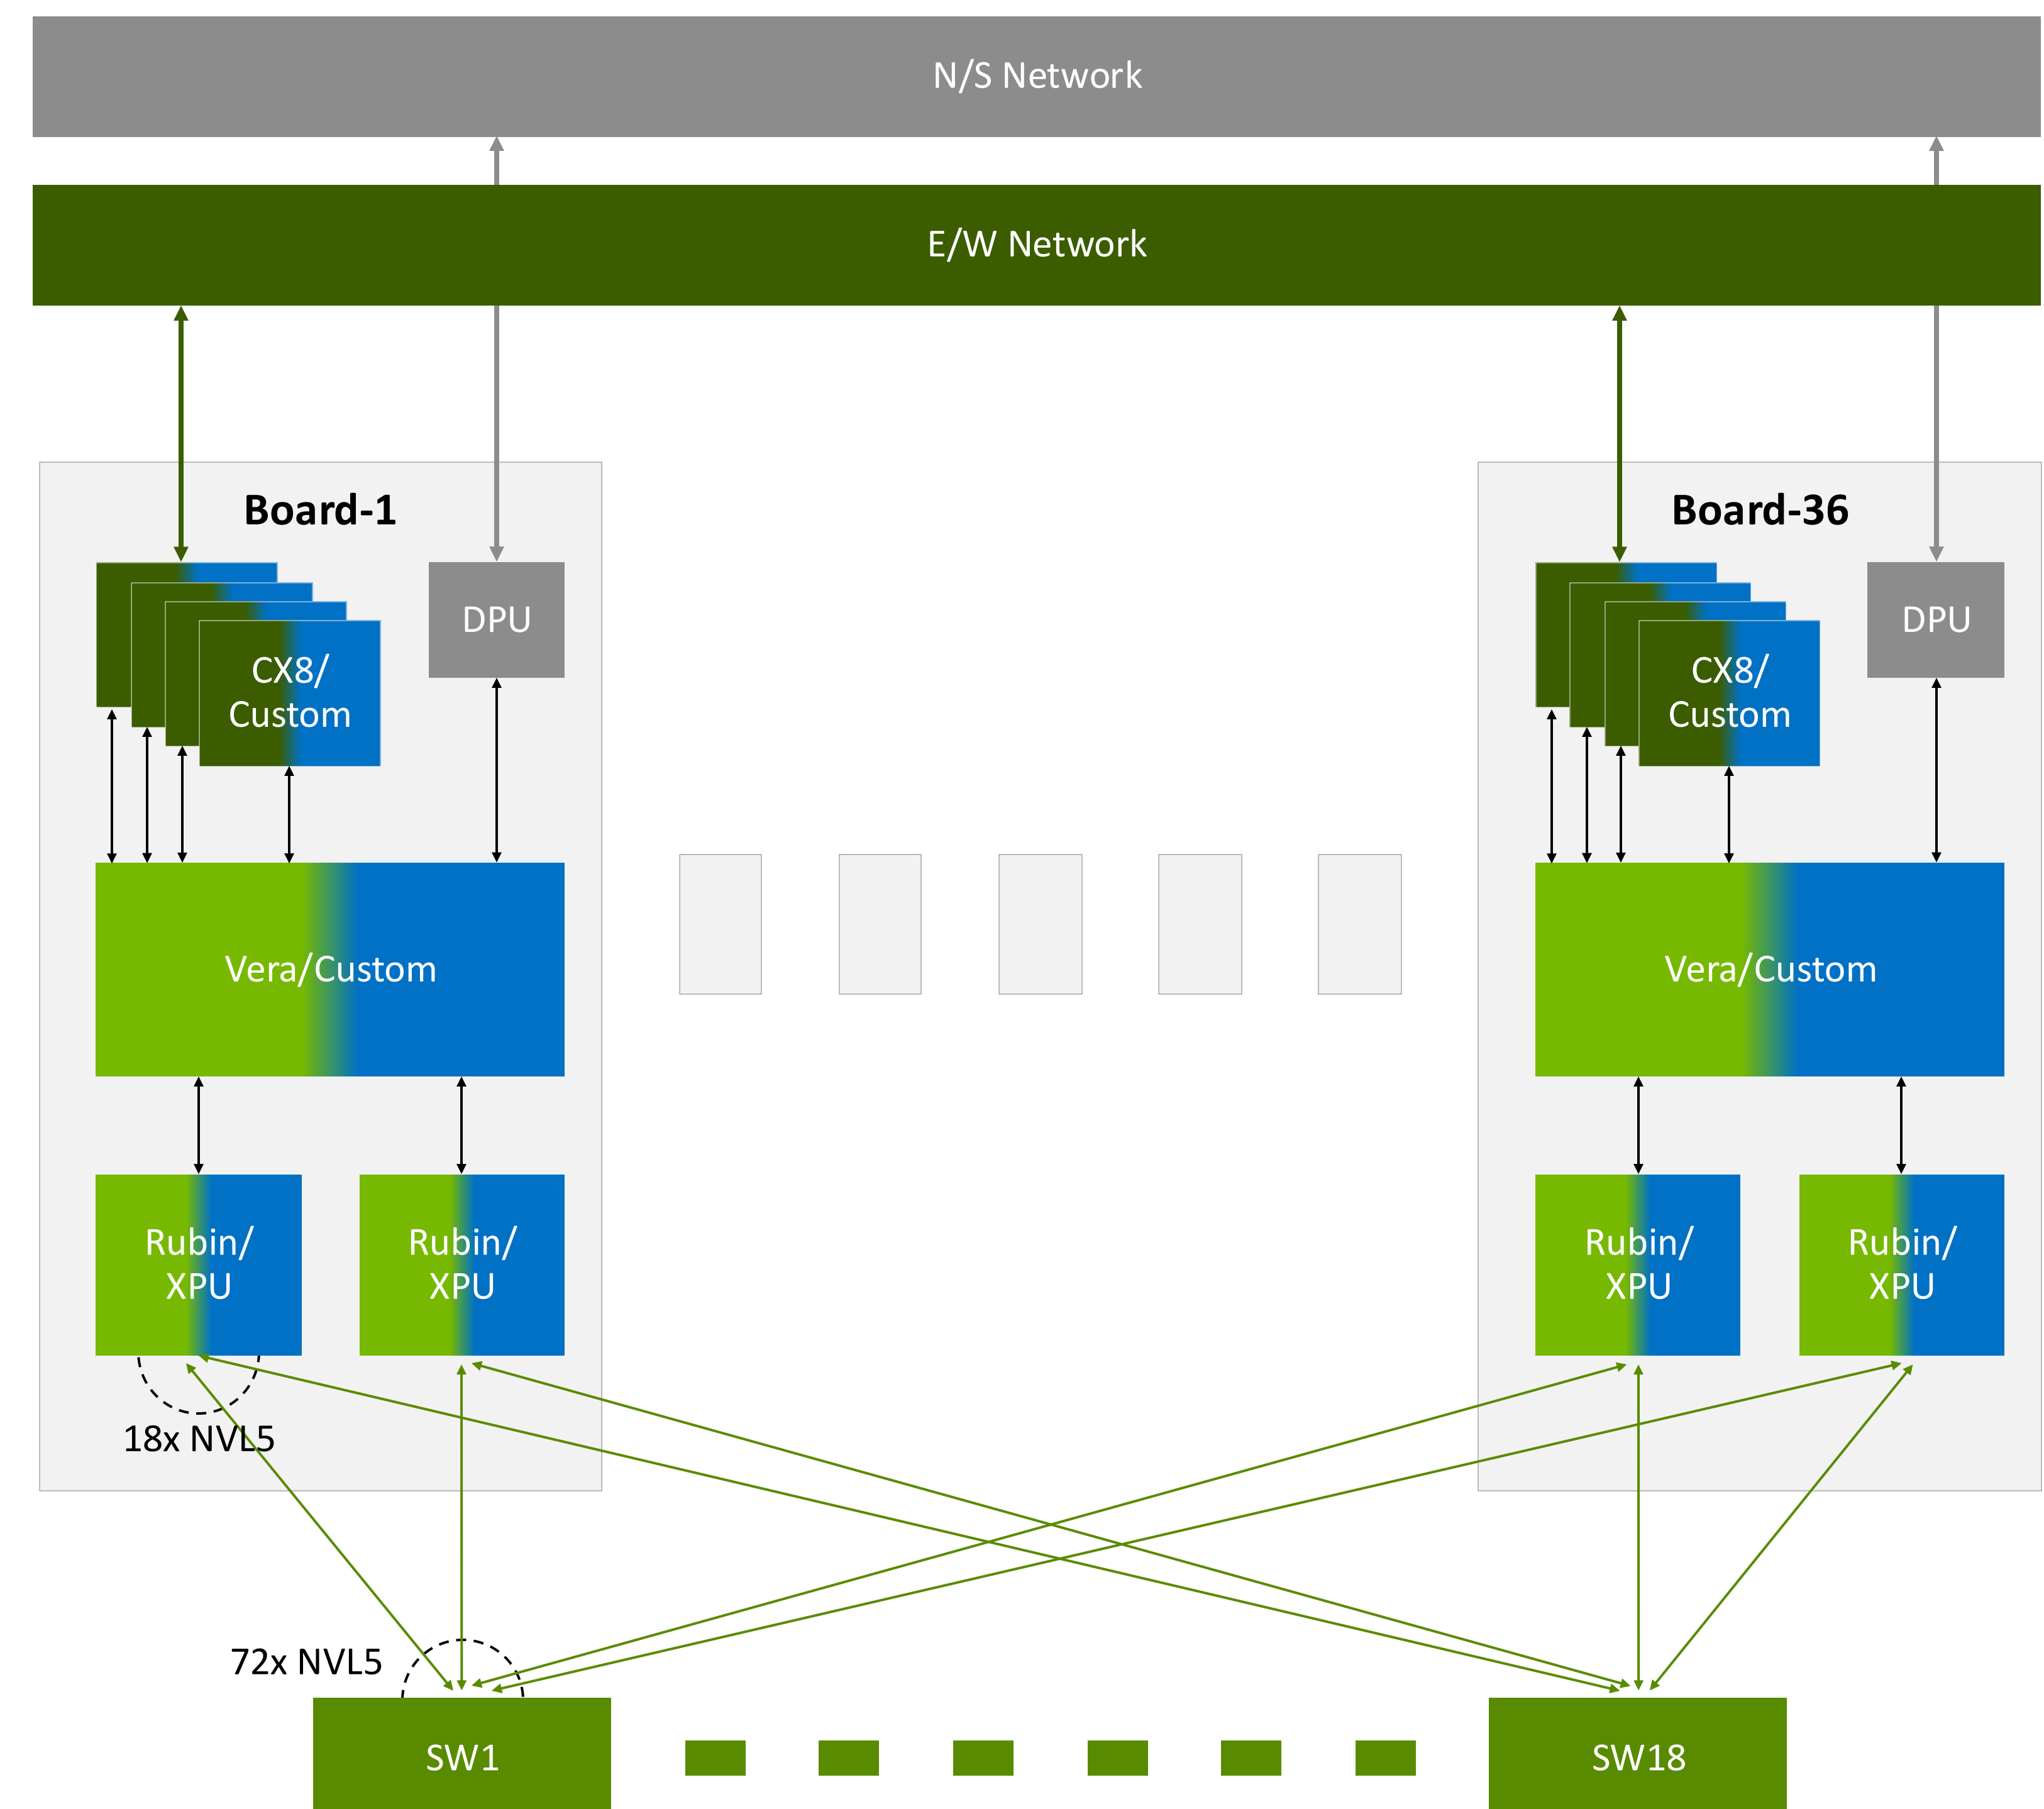 N/S Network
E/W Network
Board-1
Board-36
CX8/
Custom
DPU
CX8/
Custom
DPU
Vera/Custom
Vera/Custom
Rubin/
XPU
Rubin/
XPU
Rubin/
XPU
Rubin/
XPU
18x NVL5
72x NVL5
SW1
SW18